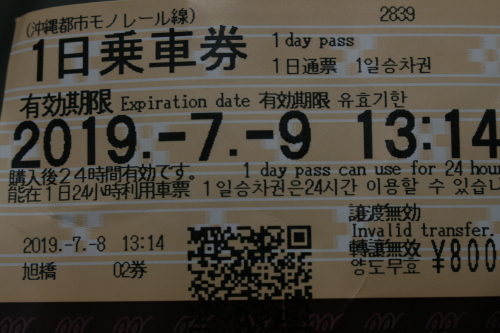 (沖縄都市モノレール線) 2839
1日乗車券 1 day pass
1日通票 1일승차권
有効期限 Expiration date 有効期限 유효기한
2019.-7.-9 13:14
購入後24時間有効です。 1 day pass can use for 24 hour
能在1日24小时利用車票 1일승차권은24시간 이용할 수 있습니
譲渡無効
Invalid transfer.
2019.-7.-8 13:14 轉讓無效
旭橋 02券 양도무효 ¥800